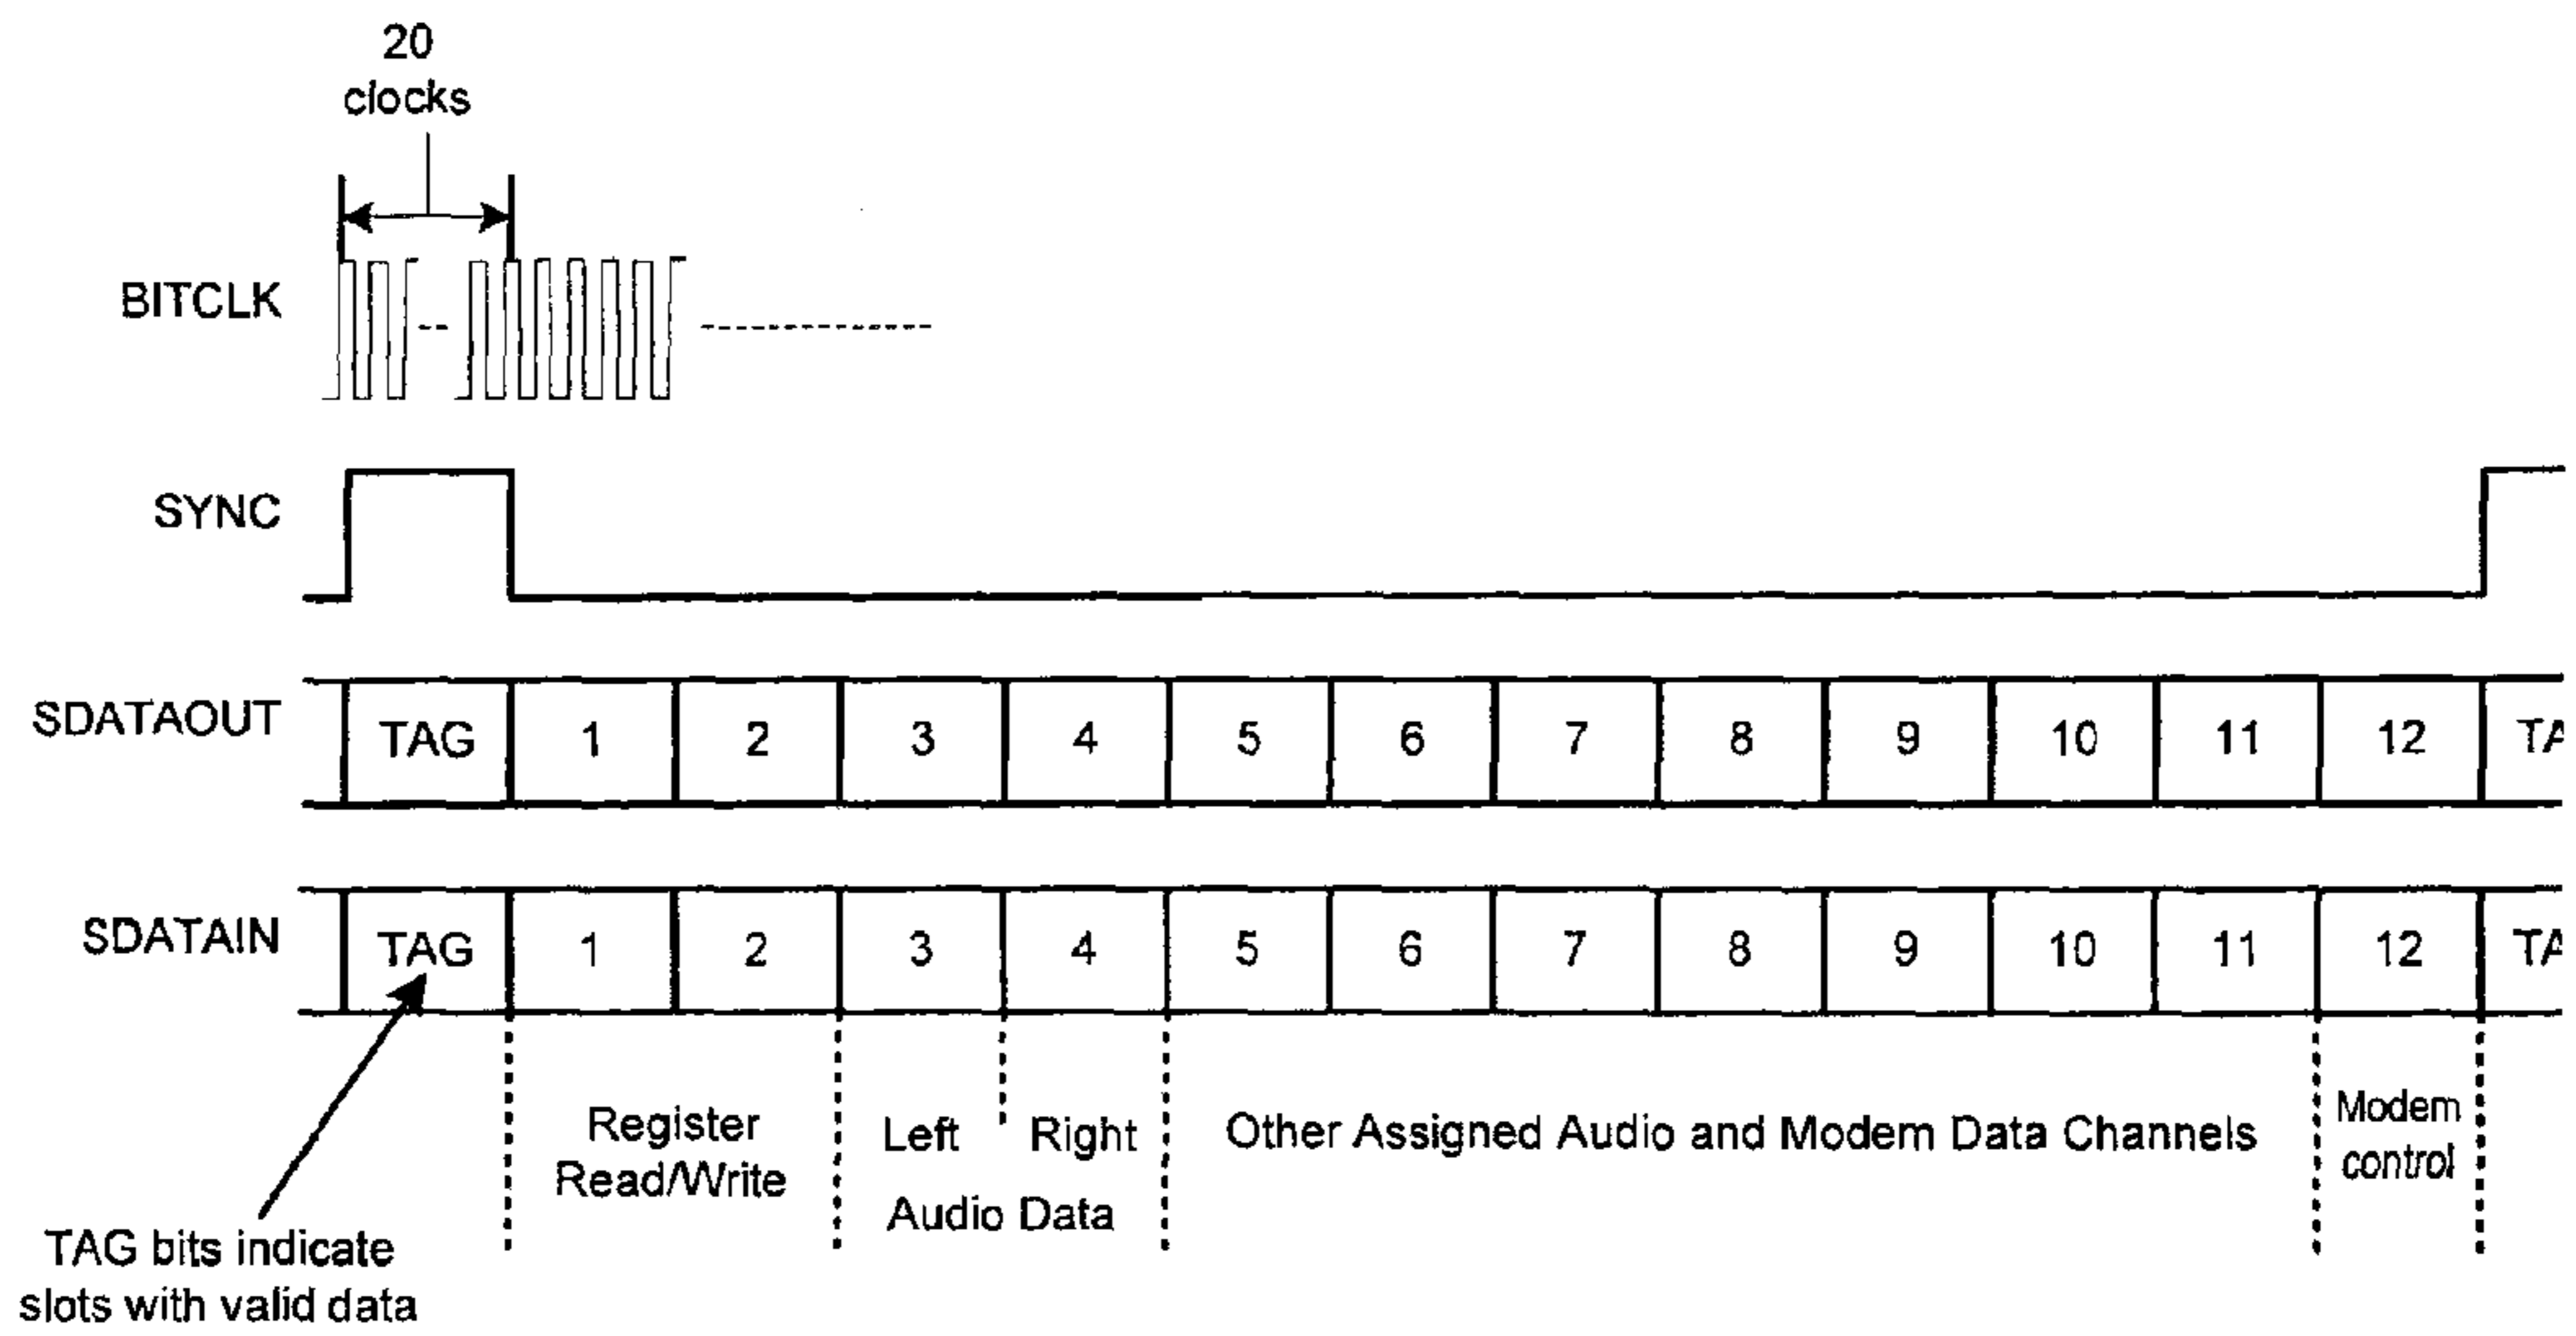 20
clocks
BITCLK
SYNC
SDATAOUT TAG 1 2 3 4 5 6 7 8 9 10 11 12 TA
SDATAIN TAG 1 2 3 4 5 6 7 8 9 10 11 12 TA
Register
Read/Write
Left Right
Audio Data
Other Assigned Audio and Modem Data Channels
Modem
control
TAG bits indicate
slots with valid data